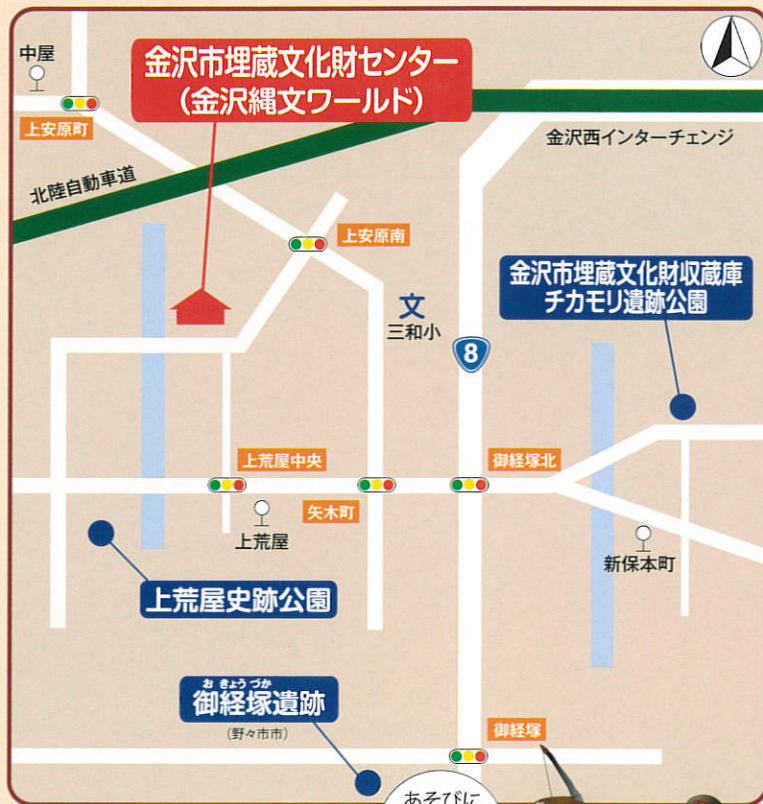 中屋
金沢市埋蔵文化財センター
(金沢縄文ワールド)
上安原町
金沢西インターチェンジ
北陸自動車道
上安原南
金沢市埋蔵文化財収蔵庫
チカモリ遺跡公園
文
三和小
8
上荒屋中央
御経塚北
矢木町
上荒屋
新保本町
上荒屋史跡公園
お きょう づか
御経塚遺跡
(野々市市)
御経塚
あそびに